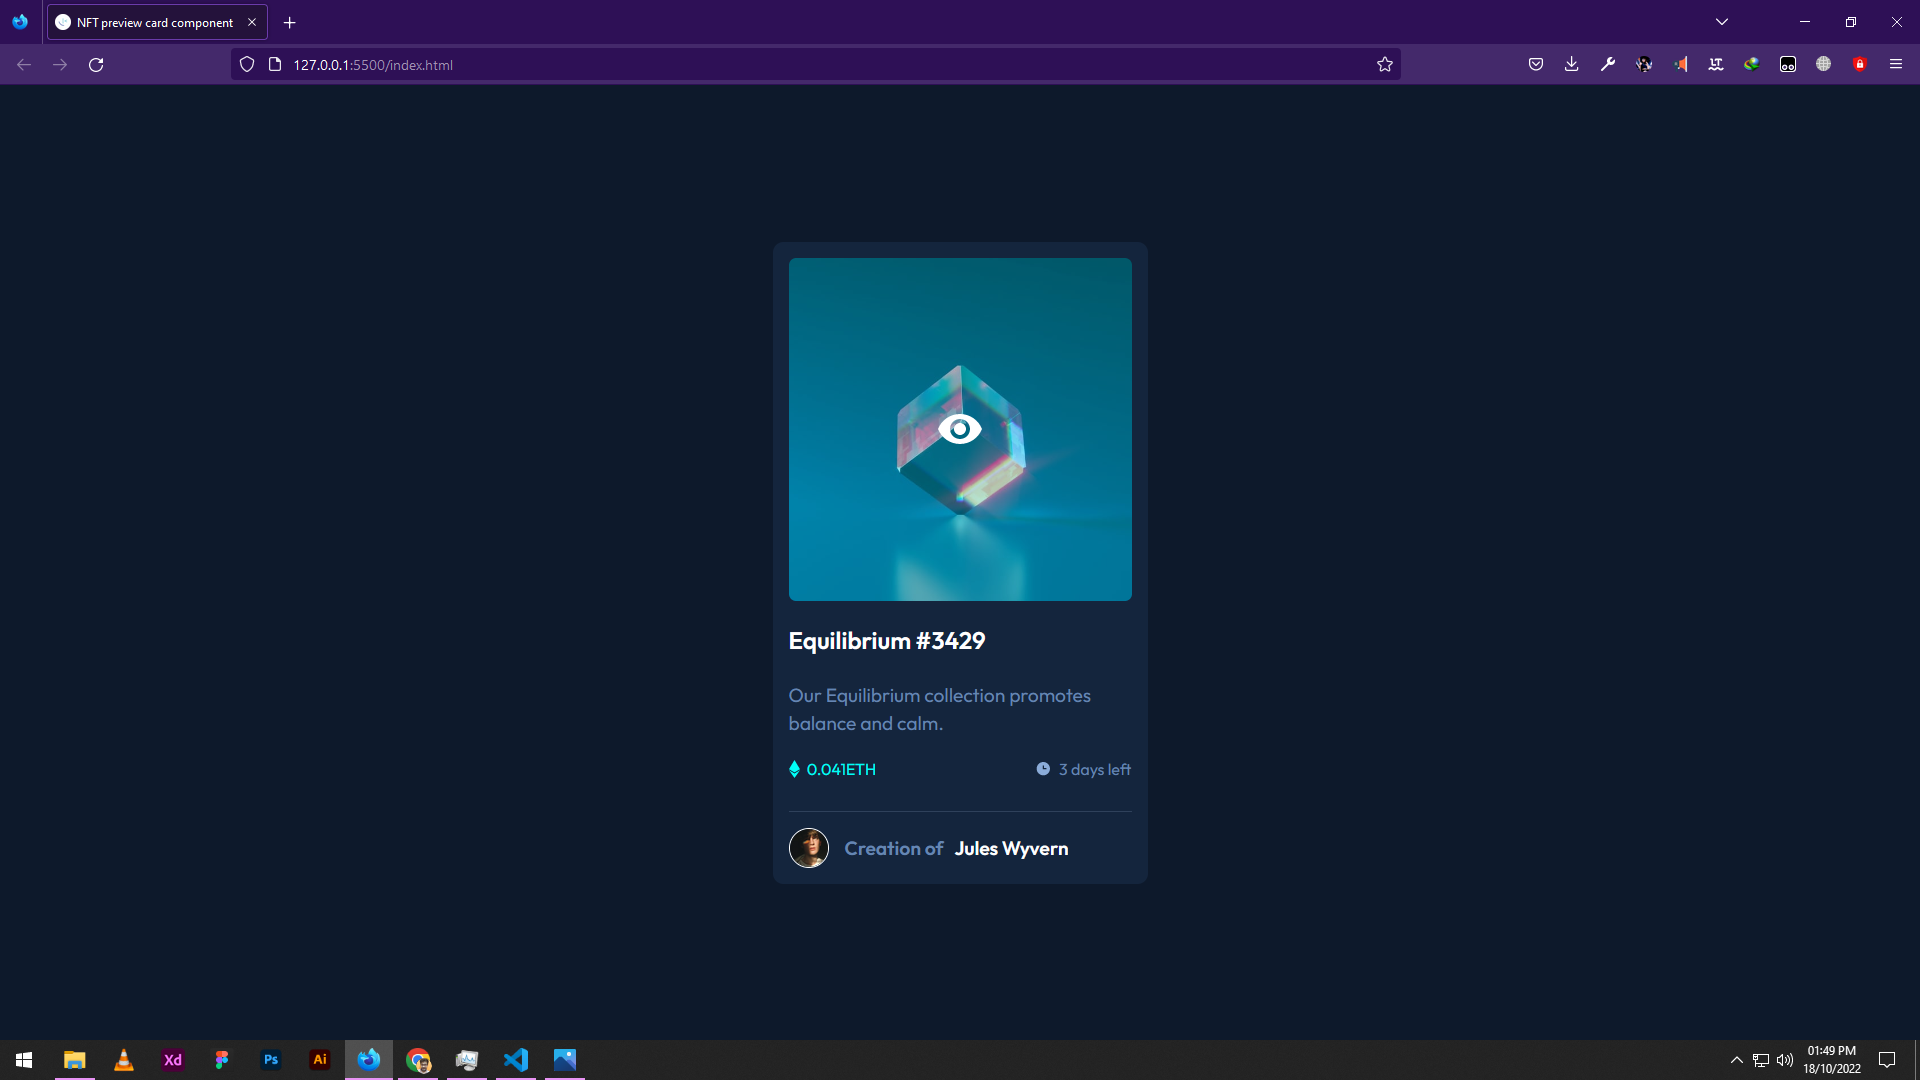 NFT preview card component
127.0.0.1:5500/index.html
Equilibrium #3429
Our Equilibrium collection promotes
balance and calm.
0.041ETH
3 days left
Creation of Jules Wyvern
Xd
Ps
Ai
01:49 PM
18/10/2022